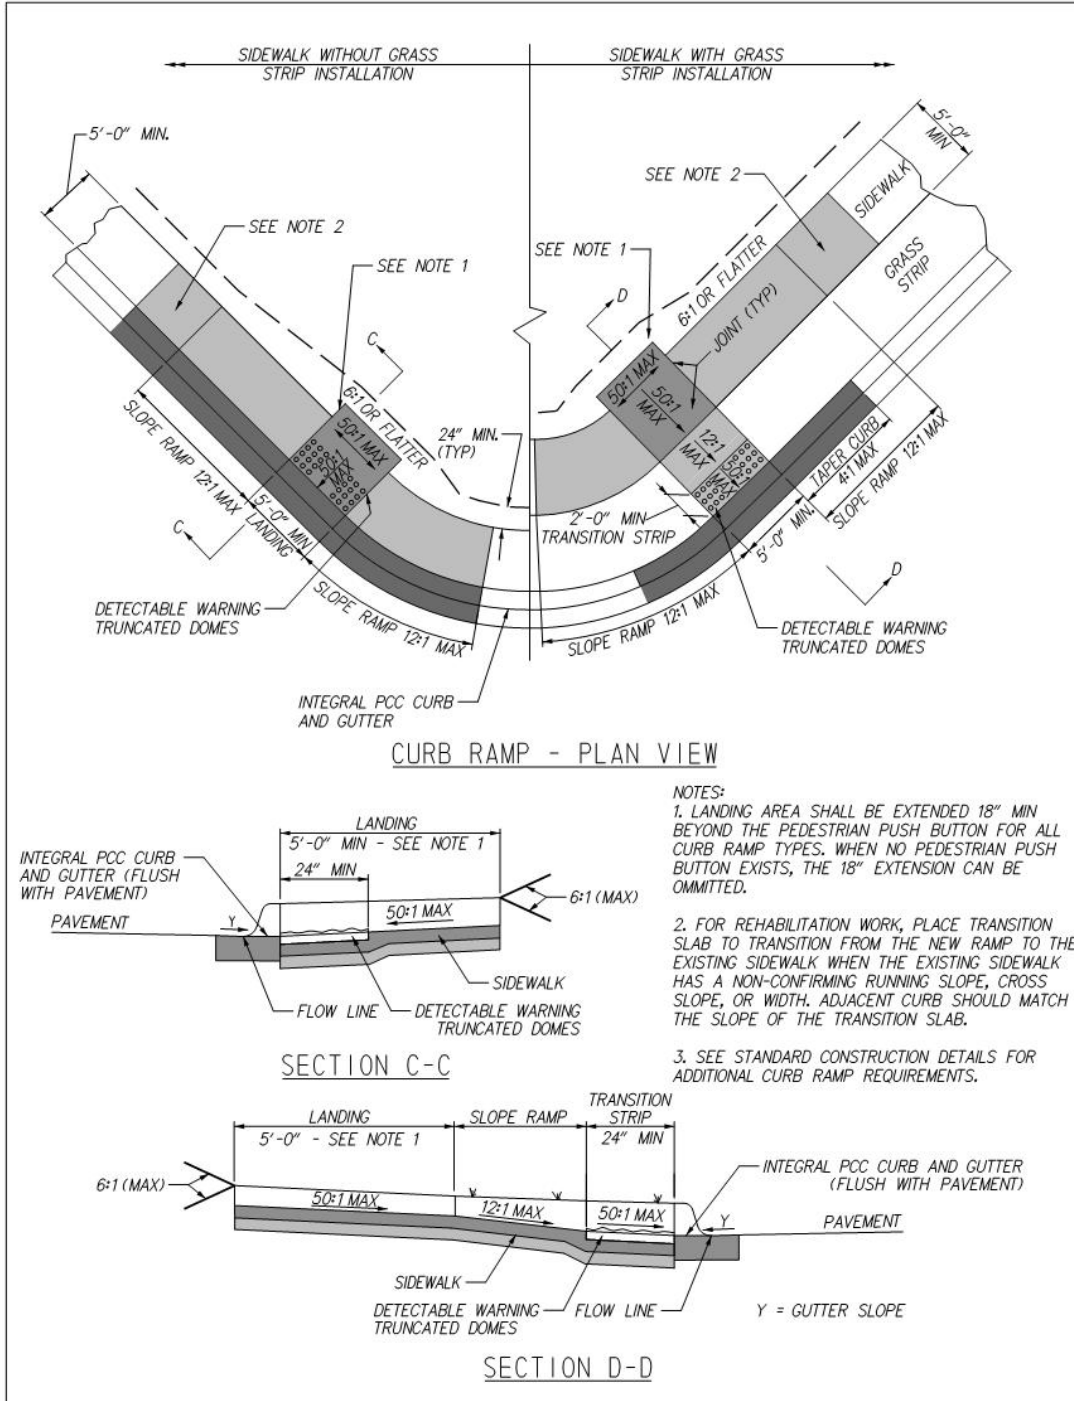 SIDEWALK WITHOUT GRASS
STRIP INSTALLATION
SIDEWALK WITH GRASS
STRIP INSTALLATION
5'-0" MIN.
SEE NOTE 2
SEE NOTE 1
C
6:1 OR FLATTER
50:1 MAX
50:1
MAX
24" MIN.
(TYP)
SLOPE RAMP 12:1 MAX
5'-0" MIN
LANDING
C
SLOPE RAMP 12:1 MAX
DETECTABLE WARNING
TRUNCATED DOMES
INTEGRAL PCC CURB
AND GUTTER
5'-0"
MIN
SEE NOTE 2
SIDEWALK
SEE NOTE 1
GRASS
STRIP
D
6:1 OR FLATTER
JOINT (TYP)
50:1 MAX
50:1
MAX
12:1
MAX
50:1
MAX
2'-0" MIN
TRANSITION STRIP
TAPER CURB
4:1 MAX
SLOPE RAMP 12:1 MAX
5'-0" MIN.
D
SLOPE RAMP 12:1 MAX
DETECTABLE WARNING
TRUNCATED DOMES
CURB RAMP - PLAN VIEW
NOTES:
1. LANDING AREA SHALL BE EXTENDED 18" MIN
BEYOND THE PEDESTRIAN PUSH BUTTON FOR ALL
CURB RAMP TYPES. WHEN NO PEDESTRIAN PUSH
BUTTON EXISTS, THE 18" EXTENSION CAN BE
OMMITTED.
2. FOR REHABILITATION WORK, PLACE TRANSITION
SLAB TO TRANSITION FROM THE NEW RAMP TO THE
EXISTING SIDEWALK WHEN THE EXISTING SIDEWALK
HAS A NON-CONFIRMING RUNNING SLOPE, CROSS
SLOPE, OR WIDTH. ADJACENT CURB SHOULD MATCH
THE SLOPE OF THE TRANSITION SLAB.
3. SEE STANDARD CONSTRUCTION DETAILS FOR
ADDITIONAL CURB RAMP REQUIREMENTS.
LANDING
5'-0" MIN - SEE NOTE 1
INTEGRAL PCC CURB
AND GUTTER (FLUSH
WITH PAVEMENT)
24" MIN
6:1 (MAX)
PAVEMENT
Y
50:1 MAX
SIDEWALK
FLOW LINE
DETECTABLE WARNING
TRUNCATED DOMES
SECTION C-C
LANDING
5'-0" - SEE NOTE 1
SLOPE RAMP
TRANSITION
STRIP
24" MIN
6:1 (MAX)
INTEGRAL PCC CURB AND GUTTER
(FLUSH WITH PAVEMENT)
50:1 MAX
12:1 MAX
50:1 MAX
Y
PAVEMENT
SIDEWALK
DETECTABLE WARNING
TRUNCATED DOMES
FLOW LINE
Y = GUTTER SLOPE
SECTION D-D